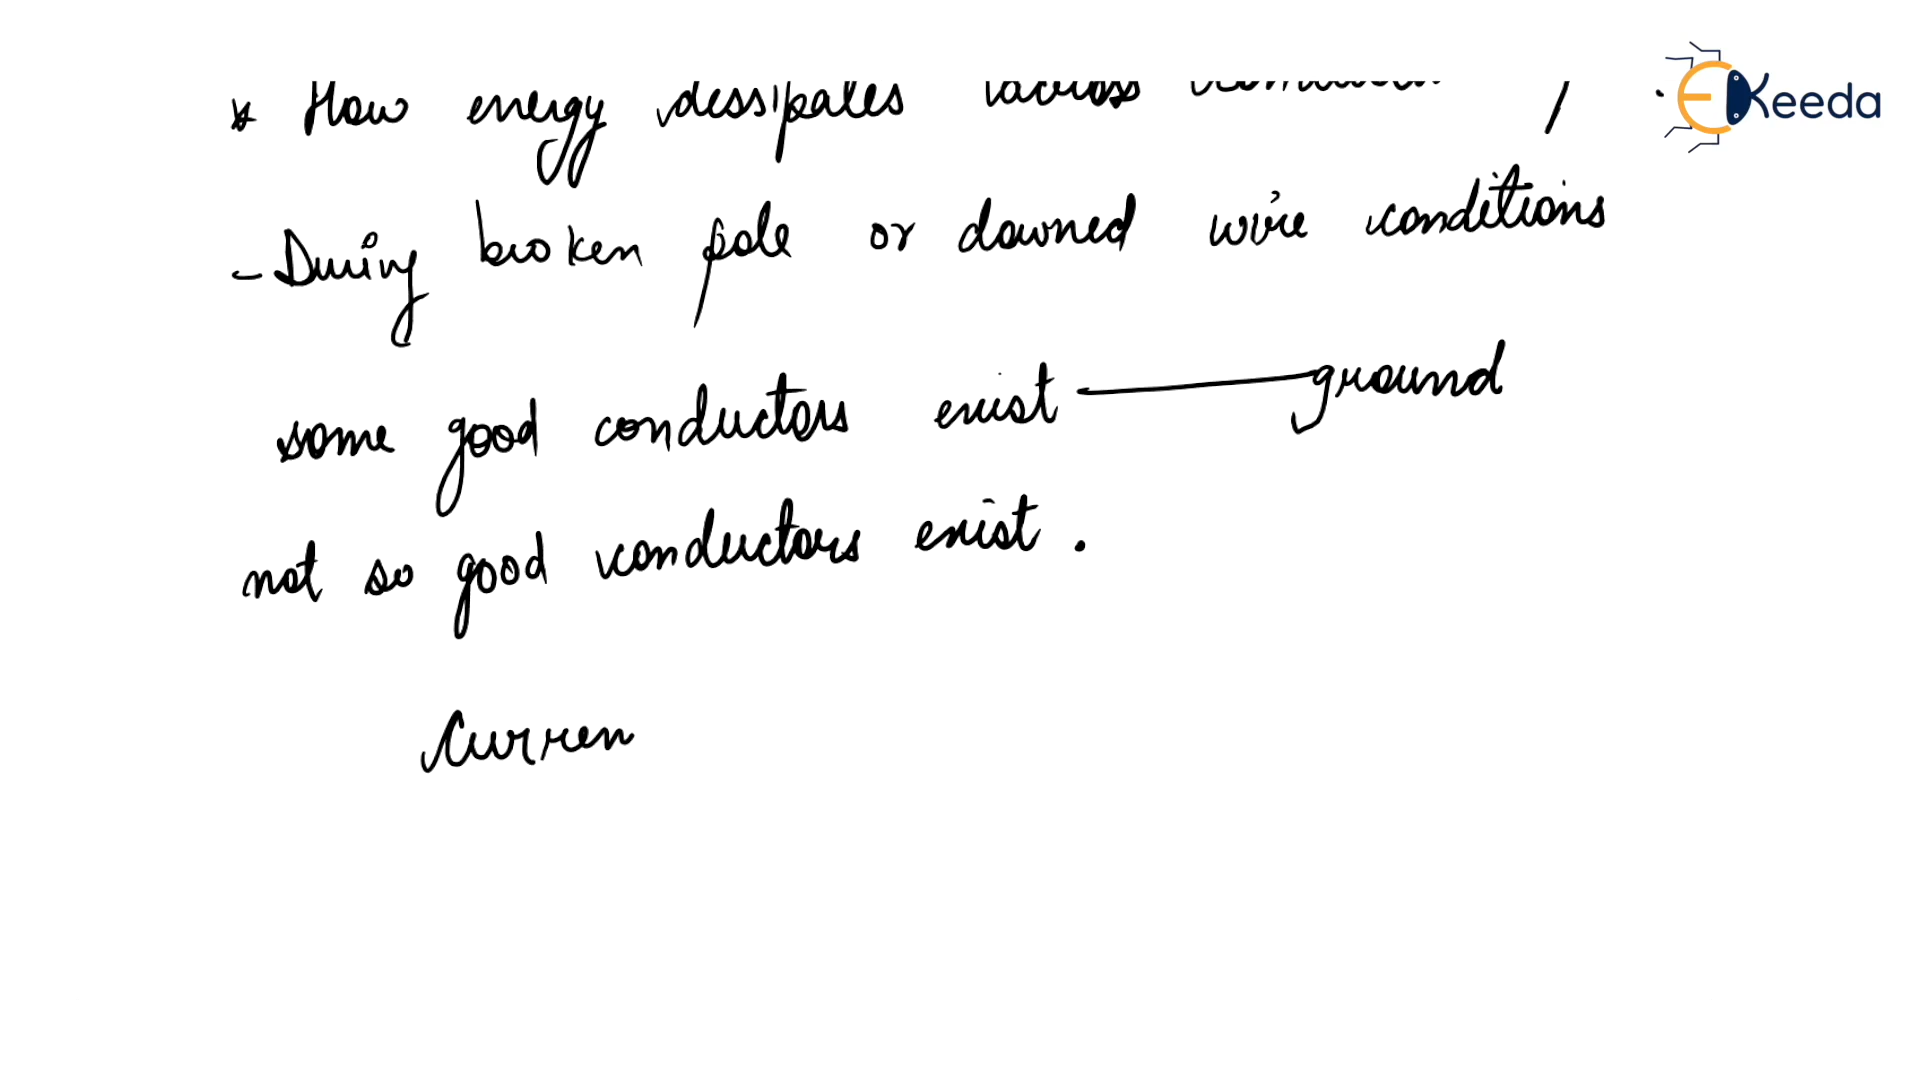 * How energy dessipates across
EKeeda
- During broken pole or downed wire conditions
some good conductors exist — ground
not so good conductors exist.
Curren